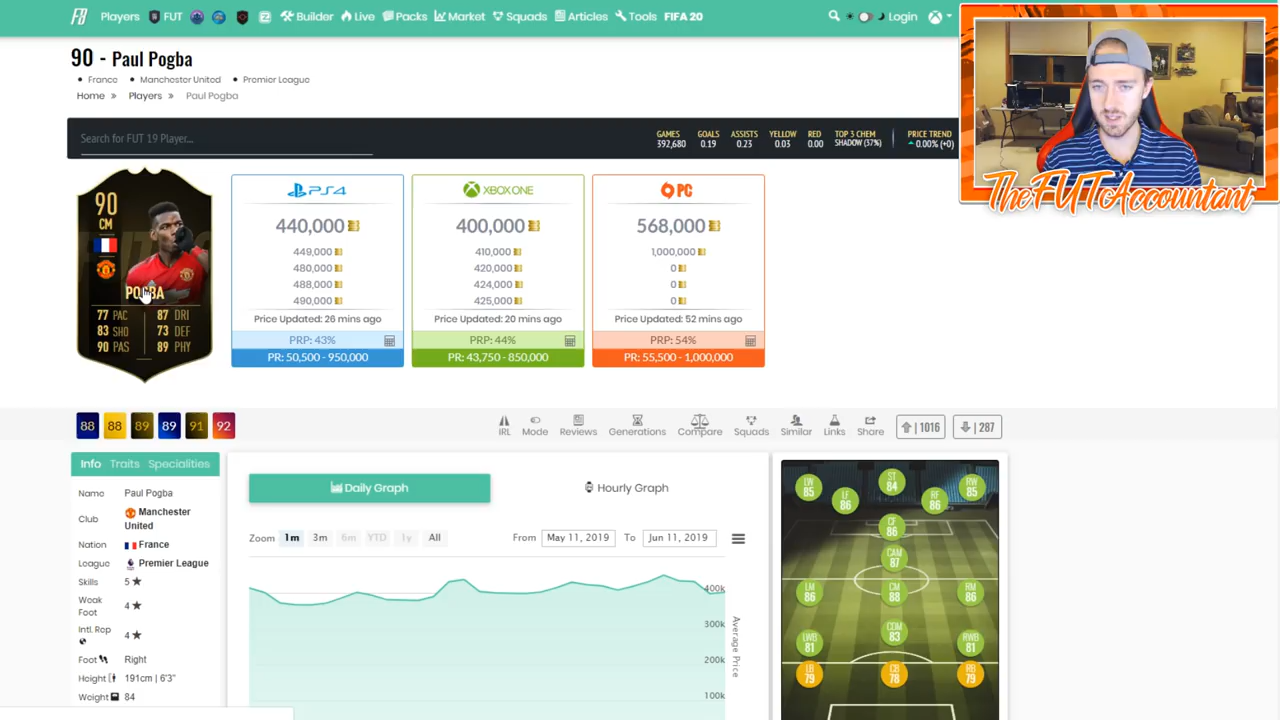 Players FUT Builder Live Packs Market Squads Articles Tools FIFA 20 Login
90 - Paul Pogba
France Manchester United Premier League
Home » Players » Paul Pogba
Search for FUT 19 Player...
GAMES GOALS ASSISTS YELLOW RED TOP 3 CHEM PRICE TREND
392,680 0.19 0.23 0.03 0.00 SHADOW (37%) 0.00% (+0)
TheFUTAccountant
90
CM
POGBA
77 PAC 87 DRI
83 SHO 73 DEF
90 PAS 89 PHY
PS4
440,000
449,000
480,000
488,000
490,000
Price Updated: 26 mins ago
PRP: 43%
PR: 50,500 - 950,000
XBOX ONE
400,000
410,000
420,000
424,000
425,000
Price Updated: 20 mins ago
PRP: 44%
PR: 43,750 - 850,000
PC
568,000
1,000,000
0
0
0
Price Updated: 52 mins ago
PRP: 54%
PR: 55,500 - 1,000,000
88 88 89 89 91 92
IRL Mode Reviews Generations Compare Squads Similar Links Share 1016 287
Info Traits Specialities
Name Paul Pogba
Club Manchester
United
Nation France
League Premier League
Skills 5
Weak
Foot 4
Intl. Rep 4
Foot Right
Height 191cm | 6'3"
Weight 84
Daily Graph Hourly Graph
Zoom 1m 3m 6m YTD 1y All From May 11, 2019 To Jun 11, 2019
400k
300k
200k
100k
Average Price
ST
84
LW
85
RW
85
LF
86
RF
86
CF
86
CAM
87
LM
86
CM
88
RM
86
CDM
83
LWB
81
RWB
81
LB
79
CB
78
RB
79